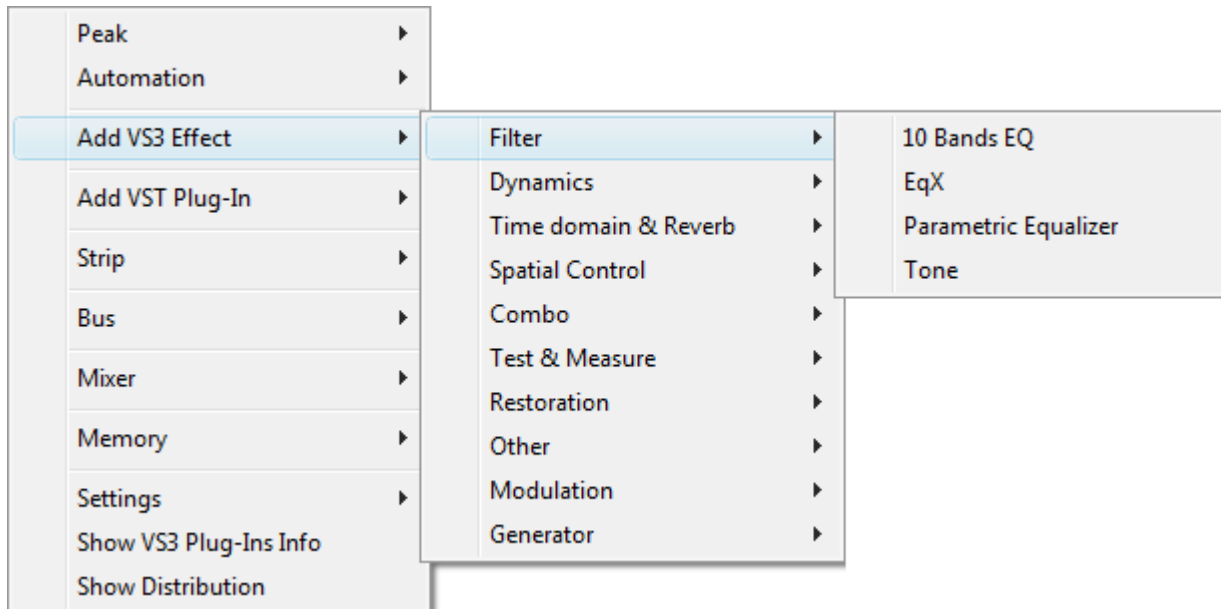 Peak
Automation
Add VS3 Effect
Add VST Plug-In
Strip
Bus
Mixer
Memory
Settings
Show VS3 Plug-Ins Info
Show Distribution
Filter
Dynamics
Time domain & Reverb
Spatial Control
Combo
Test & Measure
Restoration
Other
Modulation
Generator
10 Bands EQ
EqX
Parametric Equalizer
Tone